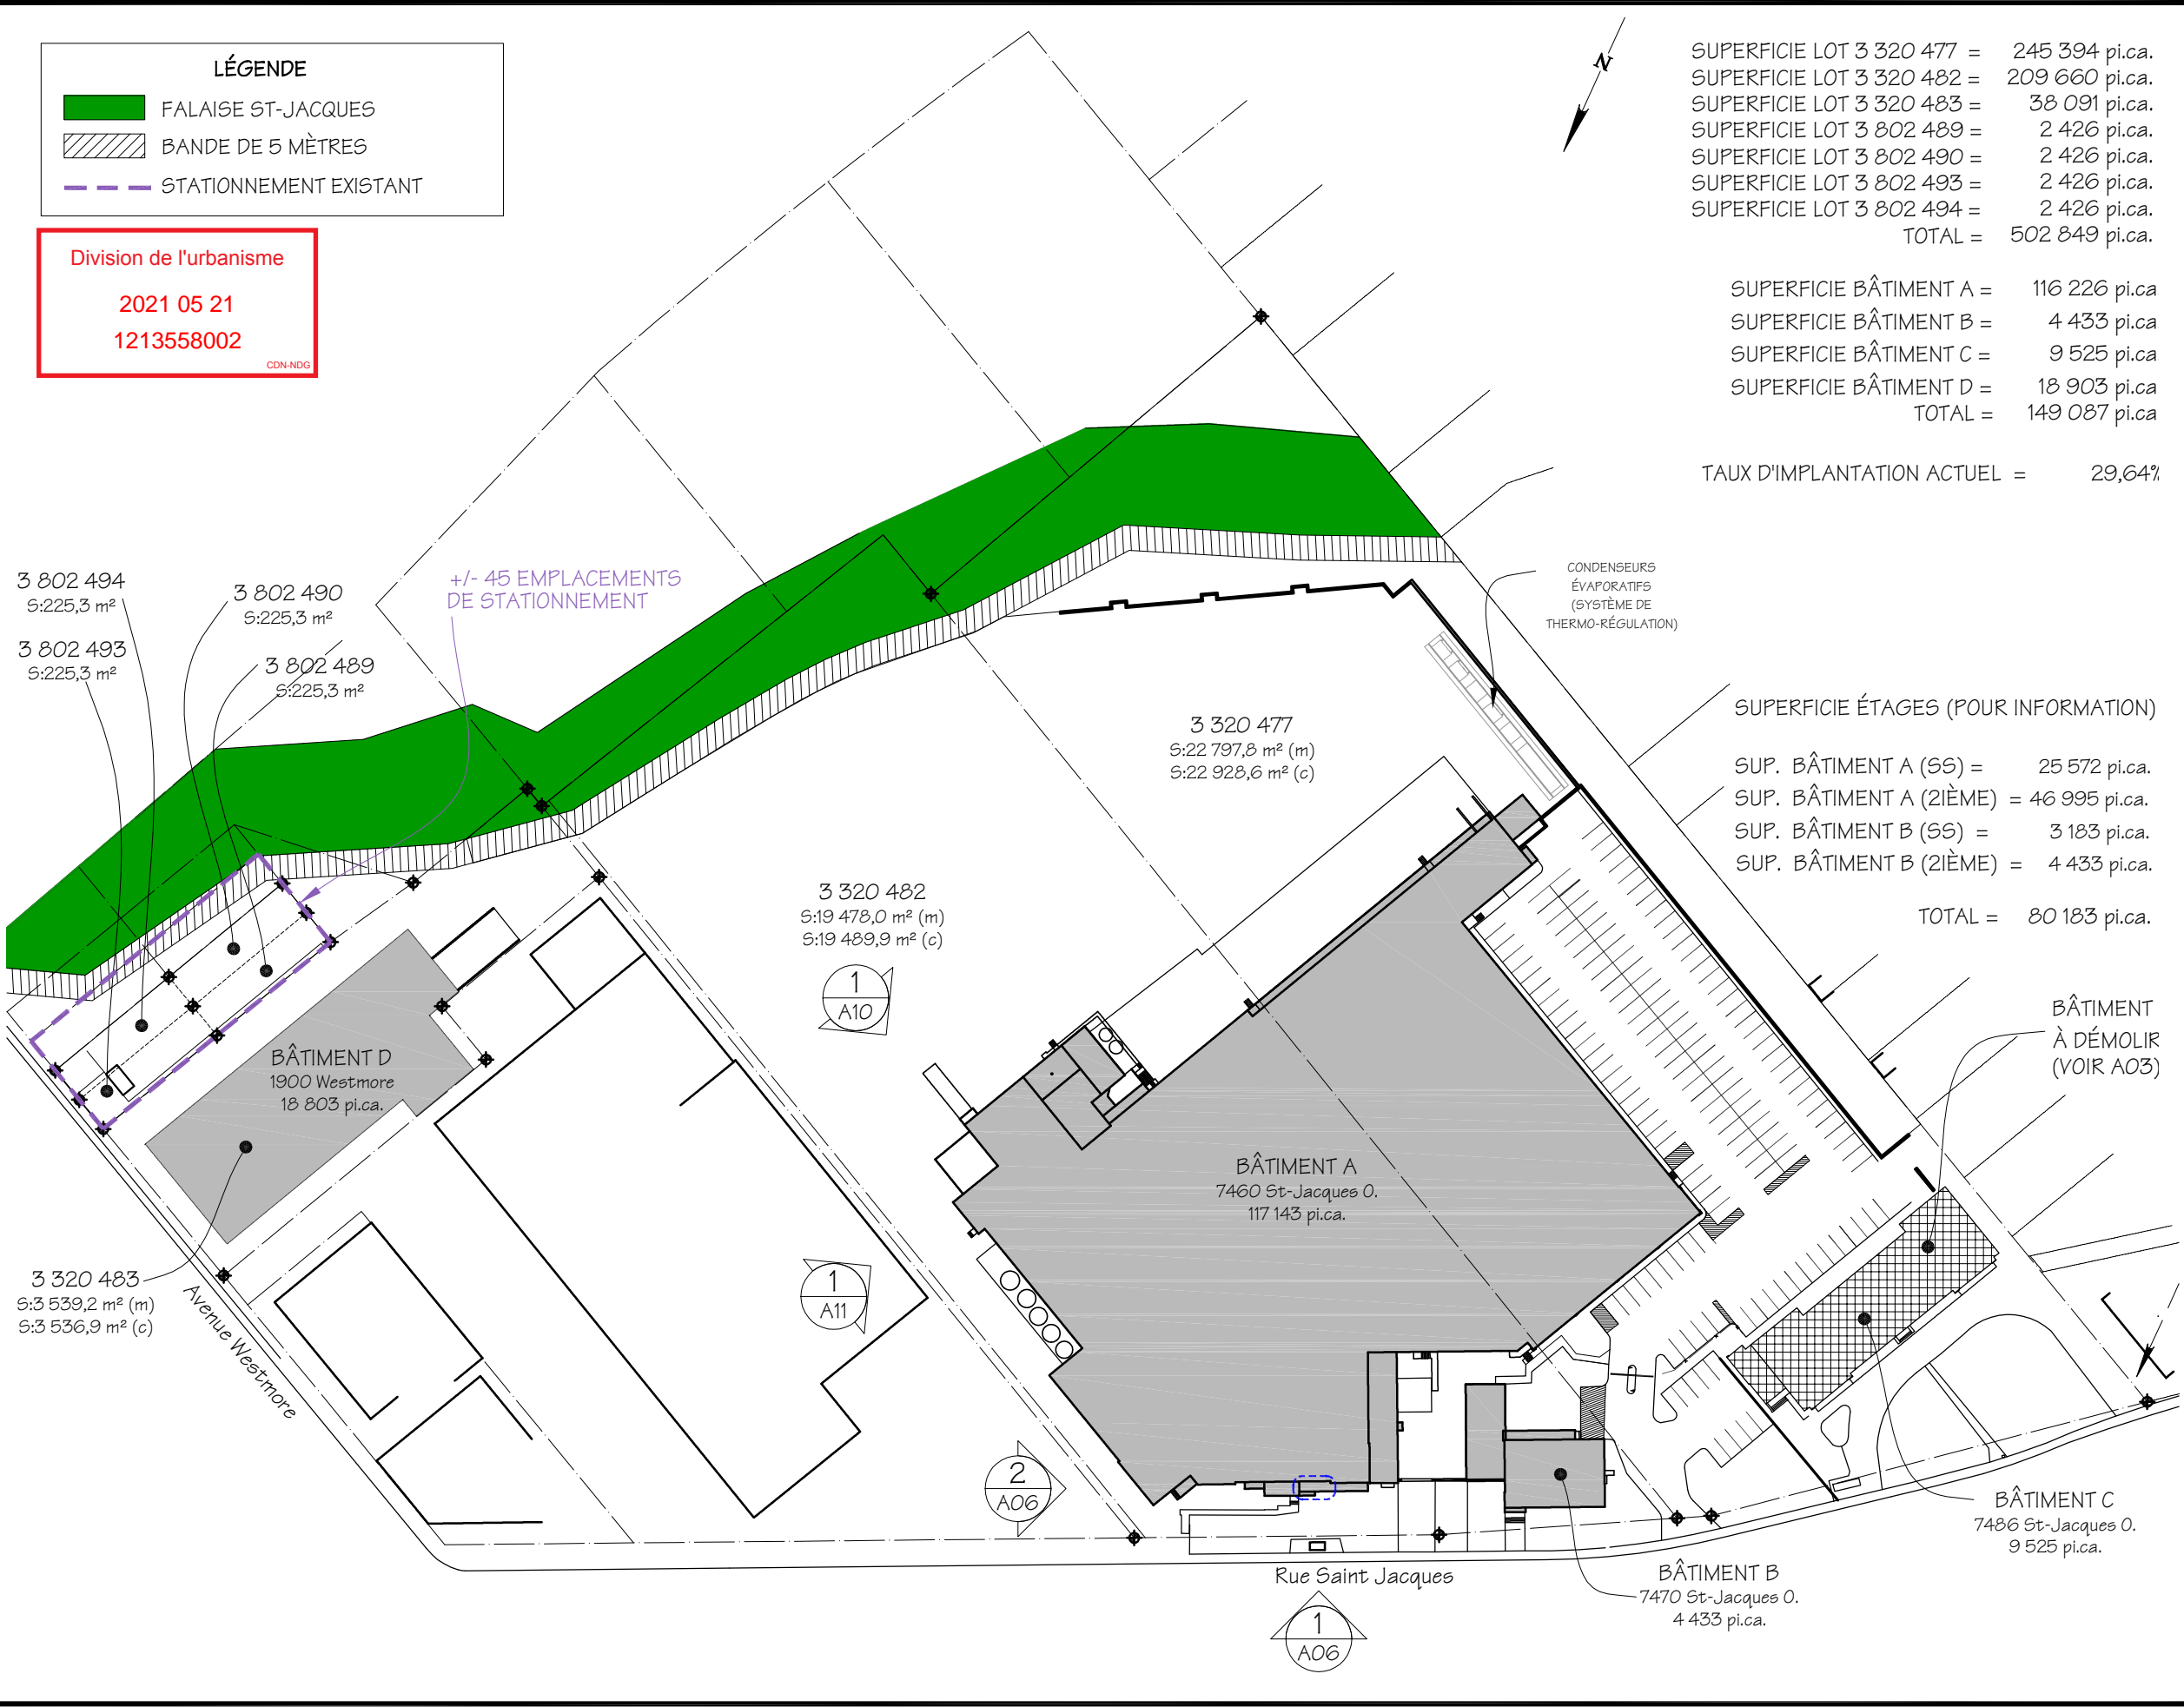 LÉGENDE
FALAISE ST-JACQUES
BANDE DE 5 MÈTRES
STATIONNEMENT EXISTANT
Division de l'urbanisme
2021 05 21
1213558002
CDN-NDG
N
SUPERFICIE LOT 3 320 477 = 245 394 pi.ca.
SUPERFICIE LOT 3 320 482 = 209 660 pi.ca.
SUPERFICIE LOT 3 320 483 = 38 091 pi.ca.
SUPERFICIE LOT 3 802 489 = 2 426 pi.ca.
SUPERFICIE LOT 3 802 490 = 2 426 pi.ca.
SUPERFICIE LOT 3 802 493 = 2 426 pi.ca.
SUPERFICIE LOT 3 802 494 = 2 426 pi.ca.
TOTAL = 502 849 pi.ca.
SUPERFICIE BÂTIMENT A = 116 226 pi.ca
SUPERFICIE BÂTIMENT B = 4 433 pi.ca
SUPERFICIE BÂTIMENT C = 9 525 pi.ca
SUPERFICIE BÂTIMENT D = 18 903 pi.ca
TOTAL = 149 087 pi.ca
TAUX D'IMPLANTATION ACTUEL = 29,64%
3 802 494
S:225,3 m²
3 802 490
S:225,3 m²
3 802 493
S:225,3 m²
3 802 489
S:225,3 m²
+/- 45 EMPLACEMENTS
DE STATIONNEMENT
CONDENSEURS
ÉVAPORATIFS
(SYSTÈME DE
THERMO-RÉGULATION)
3 320 477
S:22 797,8 m² (m)
S:22 928,6 m² (c)
SUPERFICIE ÉTAGES (POUR INFORMATION)
SUP. BÂTIMENT A (SS) = 25 572 pi.ca.
SUP. BÂTIMENT A (2IÈME) = 46 995 pi.ca.
SUP. BÂTIMENT B (SS) = 3 183 pi.ca.
SUP. BÂTIMENT B (2IÈME) = 4 433 pi.ca.
TOTAL = 80 183 pi.ca.
3 320 482
S:19 478,0 m² (m)
S:19 489,9 m² (c)
1
A10
BÂTIMENT
À DÉMOLIR
(VOIR A03)
BÂTIMENT D
1900 Westmore
18 803 pi.ca.
BÂTIMENT A
7460 St-Jacques O.
117 143 pi.ca.
3 320 483
S:3 539,2 m² (m)
S:3 536,9 m² (c)
Avenue Westmore
1
A11
2
A06
BÂTIMENT C
7486 St-Jacques O.
9 525 pi.ca.
Rue Saint Jacques
BÂTIMENT B
7470 St-Jacques O.
4 433 pi.ca.
1
A06